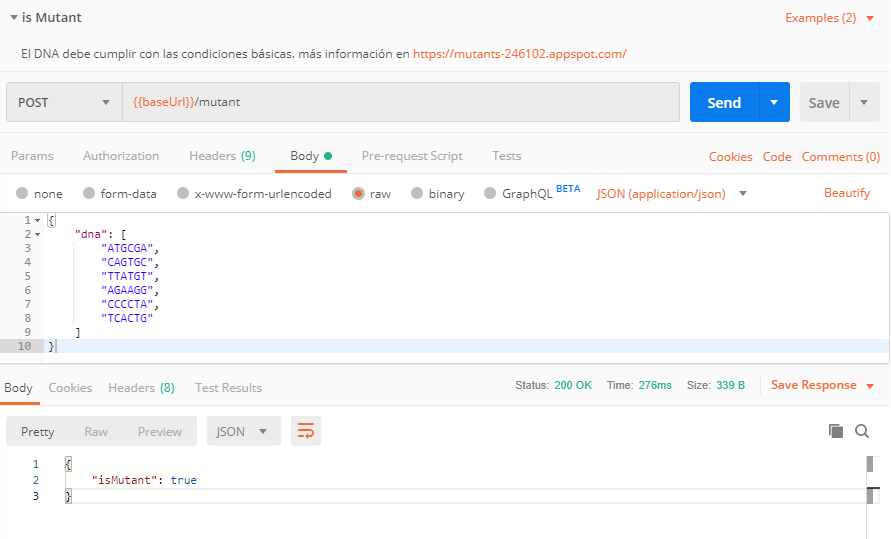 is Mutant
Examples (2)
El DNA debe cumplir con las condiciones básicas. más información en https://mutants-246102.appspot.com/
POST {{baseUrl}}/mutant Send Save
Params Authorization Headers (9) Body Pre-request Script Tests Cookies Code Comments (0)
none form-data x-www-form-urlencoded raw binary GraphQL BETA JSON (application/json) Beautify
1 {
2 "dna": [
3 "ATGCGA",
4 "CAGTGC",
5 "TTATGT",
6 "AGAAGG",
7 "CCCCTA",
8 "TCACTG"
9 ]
10 }
Body Cookies Headers (8) Test Results Status: 200 OK Time: 276ms Size: 339 B Save Response
Pretty Raw Preview JSON
1 {
2 "isMutant": true
3 }